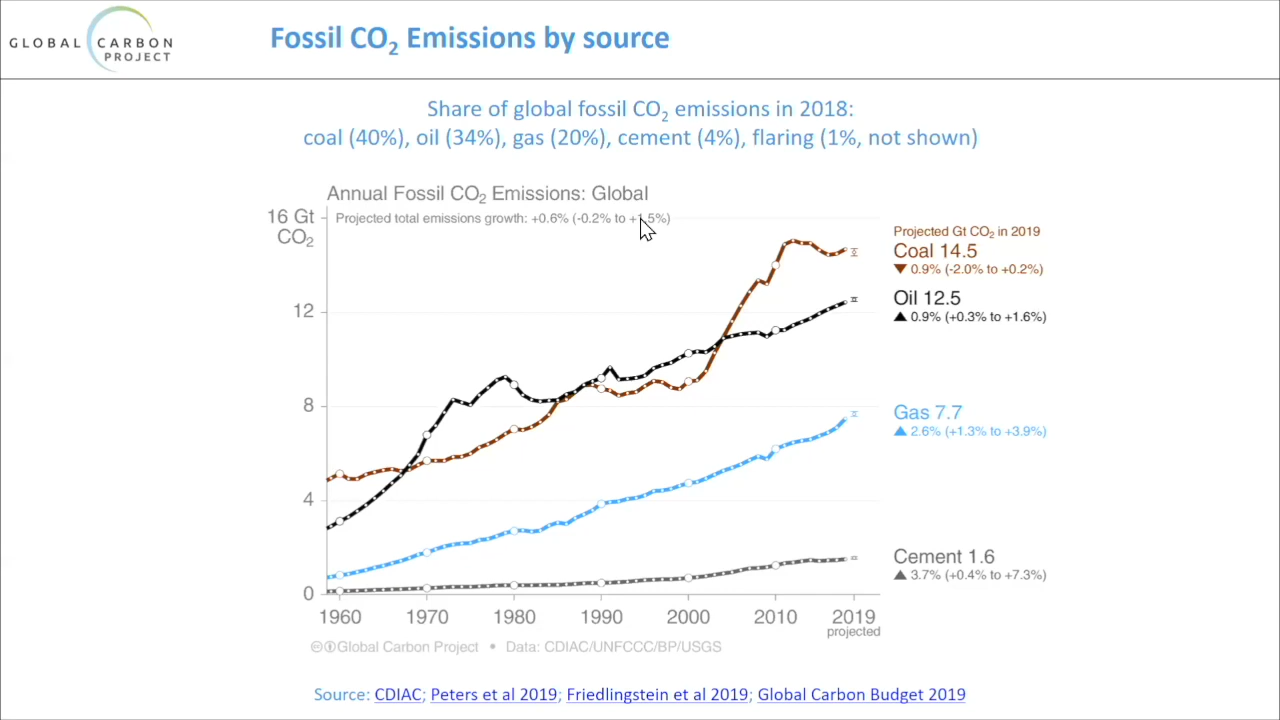 GLOBAL CARBON
PROJECT
Fossil CO₂ Emissions by source
Share of global fossil CO₂ emissions in 2018:
coal (40%), oil (34%), gas (20%), cement (4%), flaring (1%, not shown)
Annual Fossil CO₂ Emissions: Global
16 Gt
CO₂
Projected total emissions growth: +0.6% (-0.2% to +1.5%)
12
8
4
0
Projected Gt CO₂ in 2019
Coal 14.5
▼ 0.9% (-2.0% to +0.2%)
Oil 12.5
▲ 0.9% (+0.3% to +1.6%)
Gas 7.7
▲ 2.6% (+1.3% to +3.9%)
Cement 1.6
▲ 3.7% (+0.4% to +7.3%)
1960 1970 1980 1990 2000 2010 2019
projected
Global Carbon Project • Data: CDIAC/UNFCCC/BP/USGS
Source: CDIAC; Peters et al 2019; Friedlingstein et al 2019; Global Carbon Budget 2019